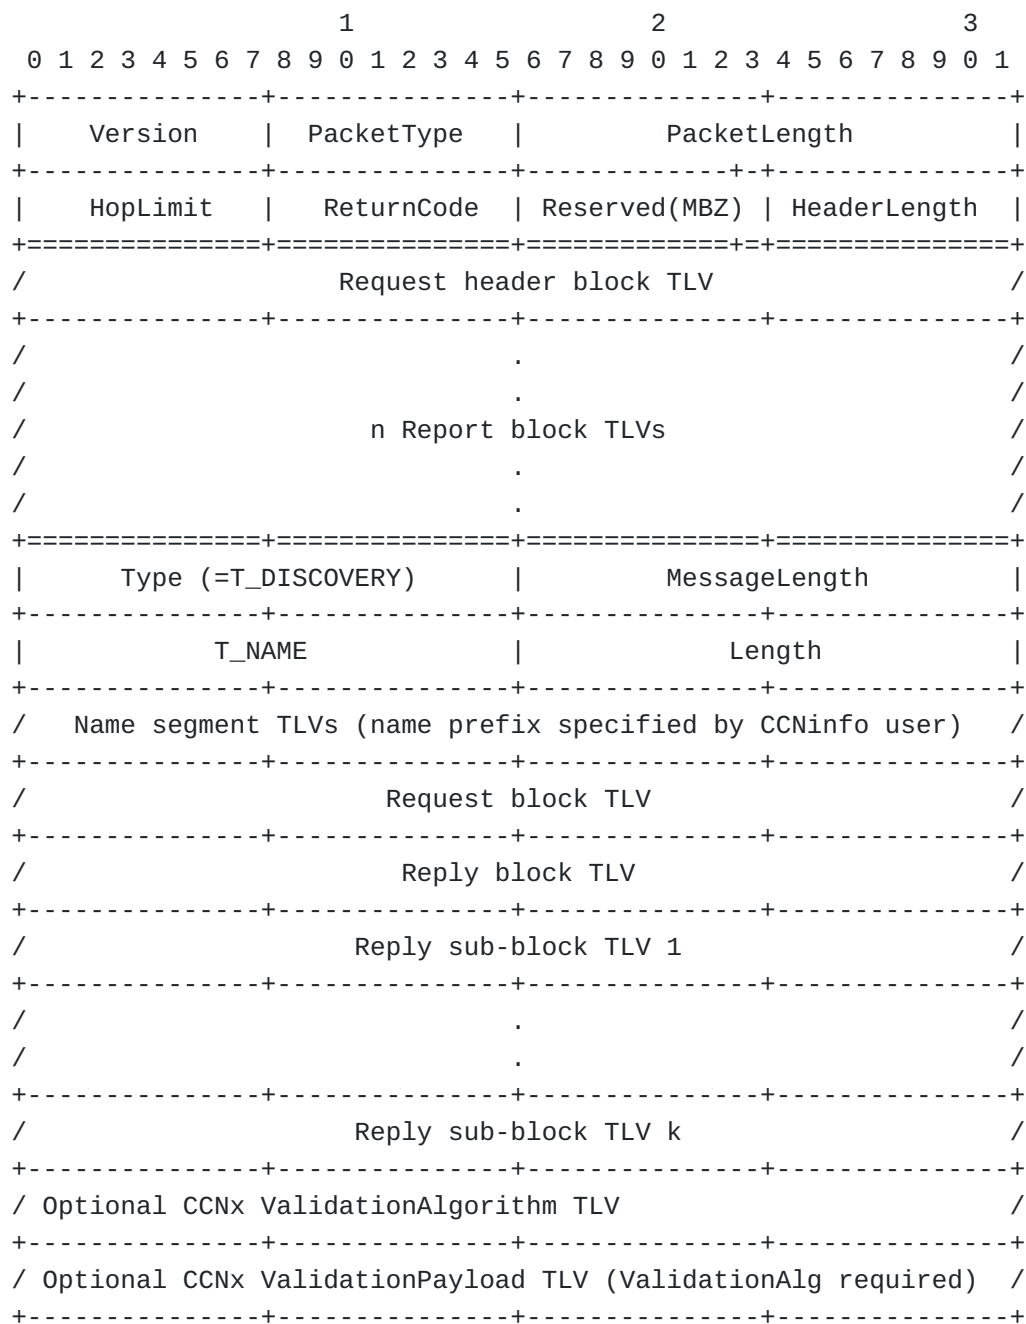 1                   2                   3
 0 1 2 3 4 5 6 7 8 9 0 1 2 3 4 5 6 7 8 9 0 1 2 3 4 5 6 7 8 9 0 1
+---------------+---------------+---------------+---------------+
|    Version    |  PacketType   |         PacketLength          |
+---------------+---------------+-------------+-+---------------+
|    HopLimit   |   ReturnCode  | Reserved(MBZ) | HeaderLength  |
+===============+===============+=============+=+===============+
/                    Request header block TLV                   /
+---------------+---------------+---------------+---------------+
/                               .                               /
/                               .                               /
/                      n Report block TLVs                      /
/                               .                               /
/                               .                               /
+===============+===============+===============+===============+
|      Type (=T_DISCOVERY)      |         MessageLength         |
+---------------+---------------+---------------+---------------+
|            T_NAME             |             Length            |
+---------------+---------------+---------------+---------------+
/   Name segment TLVs (name prefix specified by CCNinfo user)   /
+---------------+---------------+---------------+---------------+
/                       Request block TLV                       /
+---------------+---------------+---------------+---------------+
/                        Reply block TLV                        /
+---------------+---------------+---------------+---------------+
/                     Reply sub-block TLV 1                     /
+---------------+---------------+---------------+---------------+
/                               .                               /
/                               .                               /
+---------------+---------------+---------------+---------------+
/                     Reply sub-block TLV k                     /
+---------------+---------------+---------------+---------------+
/ Optional CCNx ValidationAlgorithm TLV                         /
+---------------+---------------+---------------+---------------+
/ Optional CCNx ValidationPayload TLV (ValidationAlg required)  /
+---------------+---------------+---------------+---------------+